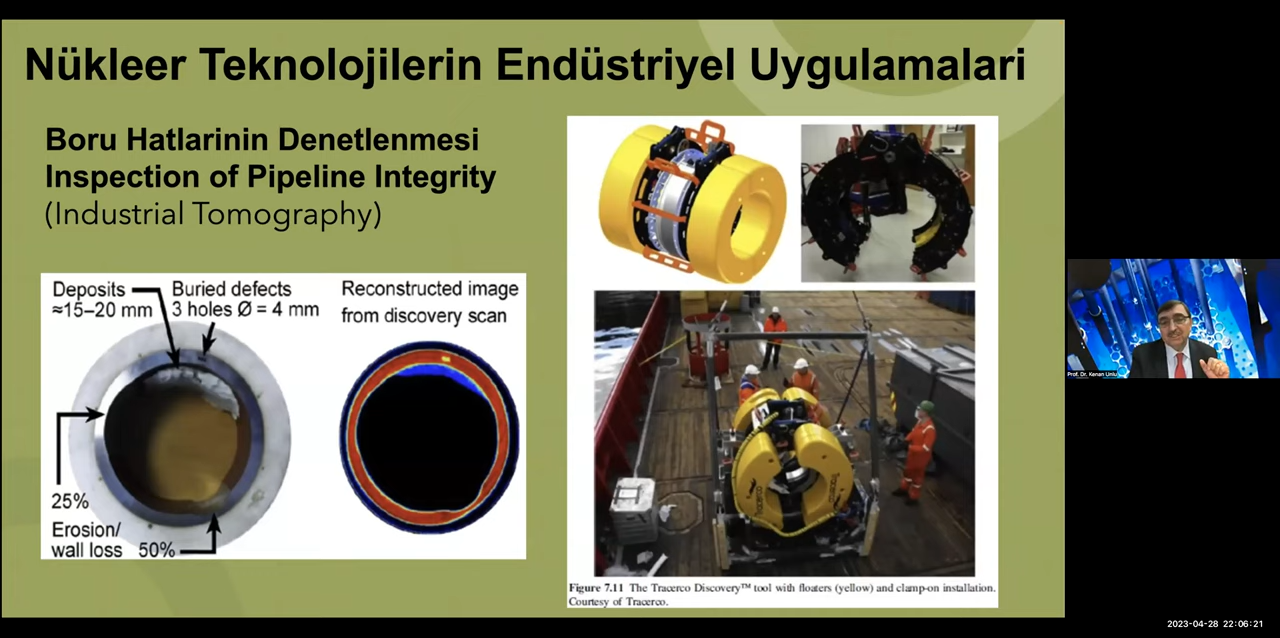 Nükleer Teknolojilerin Endüstriyel Uygulamalari
Boru Hatlarinin Denetlenmesi
Inspection of Pipeline Integrity
(Industrial Tomography)
Deposits
≈15–20 mm
Buried defects
3 holes Ø = 4 mm
Reconstructed image
from discovery scan
25%
Erosion/
wall loss
50%
Tracerco
Figure 7.11 The Tracerco Discovery™ tool with floaters (yellow) and clamp-on installation.
Courtesy of Tracerco.
Prof. Dr. Kenan Unlu
2023-04-28 22:06:21